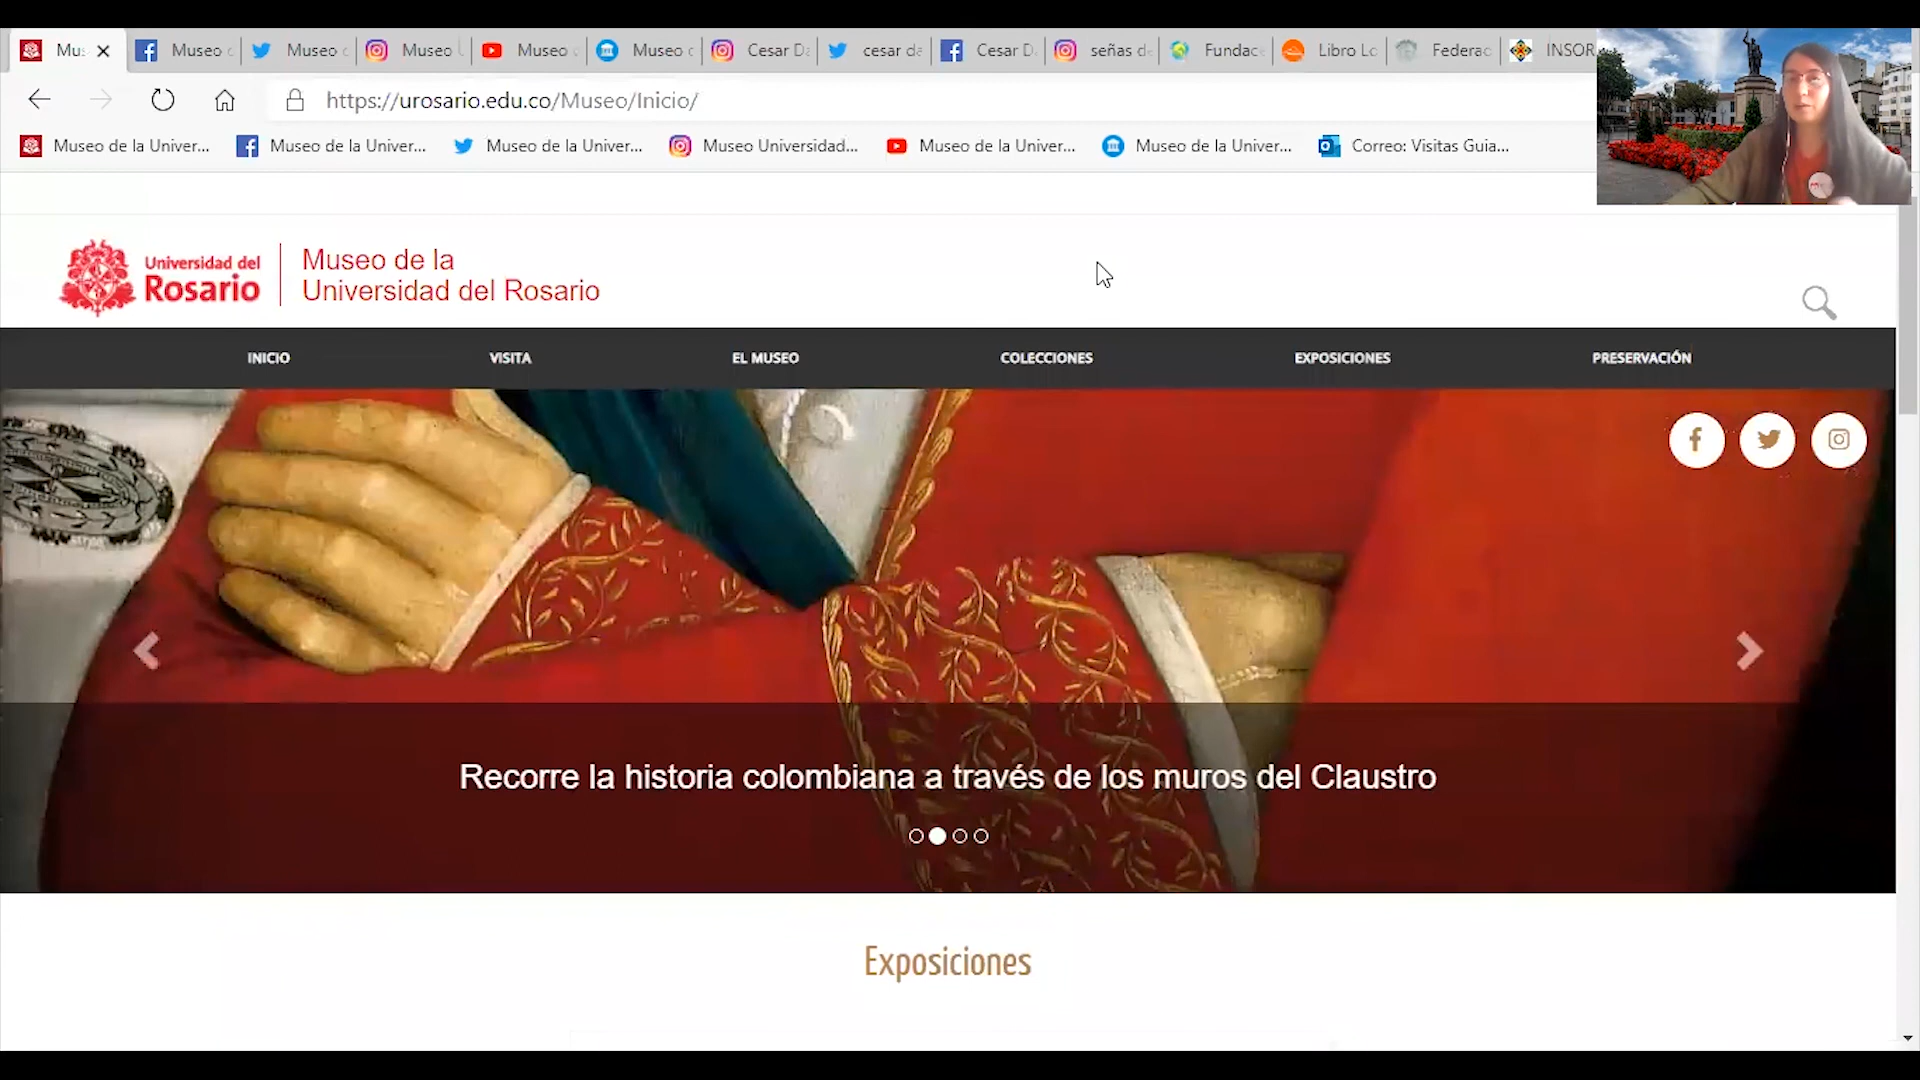 Mus
Museo
Museo
Museo
Museo
Museo
Cesar D
cesar da
Cesar D
señas d
Fundac
Libro Lo
Federac
INSOR
https://urosario.edu.co/Museo/Inicio/
Museo de la Univer...
Museo de la Univer...
Museo de la Univer...
Museo Universidad...
Museo de la Univer...
Museo de la Univer...
Correo: Visitas Guia...
Universidad del
Rosario
Museo de la
Universidad del Rosario
INICIO
VISITA
EL MUSEO
COLECCIONES
EXPOSICIONES
PRESERVACIÓN
Recorre la historia colombiana a través de los muros del Claustro
Exposiciones